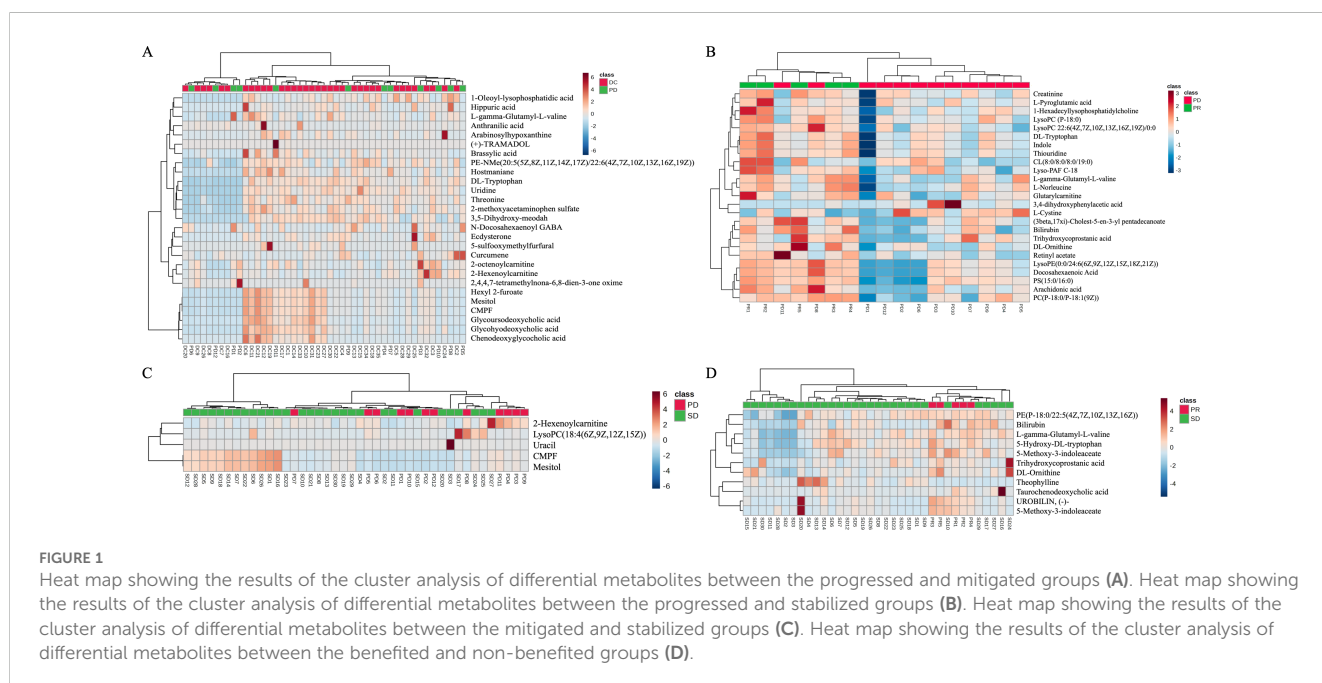 A
class
DC
PD
6
4
2
0
-2
-4
-6
1-Oleoyl-lysophosphatidic acid
Hippuric acid
L-gamma-Glutamyl-L-valine
Anthranilic acid
Arabinosylhypoxanthine
(+)-TRAMADOL
Brassylic acid
PE-NMe(20:5(5Z,8Z,11Z,14Z,17Z)/22:6(4Z,7Z,10Z,13Z,16Z,19Z))
Hostmaniane
DL-Tryptophan
Uridine
Threonine
2-methoxyacetaminophen sulfate
3,5-Dihydroxy-meodah
N-Docosahexaenoyl GABA
Ecdysterone
5-sulfooxymethylfurfural
Curcumene
2-octenoylcarnitine
2-Hexenoylcarnitine
2,4,4,7-tetramethylnona-6,8-dien-3-one oxime
Hexyl 2-furoate
Mesitol
CMPF
Glycoursodeoxycholic acid
Glycohyodeoxycholic acid
Chenodeoxyglycocholic acid
B
class
PD
PR
3
2
1
0
-1
-2
-3
Creatinine
L-Pyroglutamic acid
1-Hexadecyllysophosphatidylcholine
LysoPC (P-18:0)
LysoPC 22:6(4Z,7Z,10Z,13Z,16Z,19Z)/0:0
DL-Tryptophan
Indole
Thiouridine
CL(8:0/8:0/8:0/19:0)
Lyso-PAF C-18
L-gamma-Glutamyl-L-valine
L-Norleucine
Glutarylcarnitine
3,4-dihydroxyphenylacetic acid
L-Cystine
(3beta,17xi)-Cholest-5-en-3-yl pentadecanoate
Bilirubin
Trihydroxycoprostanic acid
DL-Ornithine
Retinyl acetate
LysoPE(0:0/24:6(6Z,9Z,12Z,15Z,18Z,21Z))
Docosahexaenoic Acid
PS(15:0/16:0)
Arachidonic acid
PC(P-18:0/P-18:1(9Z))
C
class
PD
SD
6
4
2
0
-2
-4
-6
2-Hexenoylcarnitine
LysoPC(18:4(6Z,9Z,12Z,15Z))
Uracil
CMPF
Mesitol
D
class
PR
SD
4
2
0
-2
-4
PE(P-18:0/22:5(4Z,7Z,10Z,13Z,16Z))
Bilirubin
L-gamma-Glutamyl-L-valine
5-Hydroxy-DL-tryptophan
5-Methoxy-3-indoleaceate
Trihydroxycoprostanic acid
DL-Ornithine
Theophylline
Taurochenodeoxycholic acid
UROBILIN, (-)-
5-Methoxy-3-indoleaceate
FIGURE 1
Heat map showing the results of the cluster analysis of differential metabolites between the progressed and mitigated groups (A). Heat map showing
the results of the cluster analysis of differential metabolites between the progressed and stabilized groups (B). Heat map showing the results of the
cluster analysis of differential metabolites between the mitigated and stabilized groups (C). Heat map showing the results of the cluster analysis of
differential metabolites between the benefited and non-benefited groups (D).